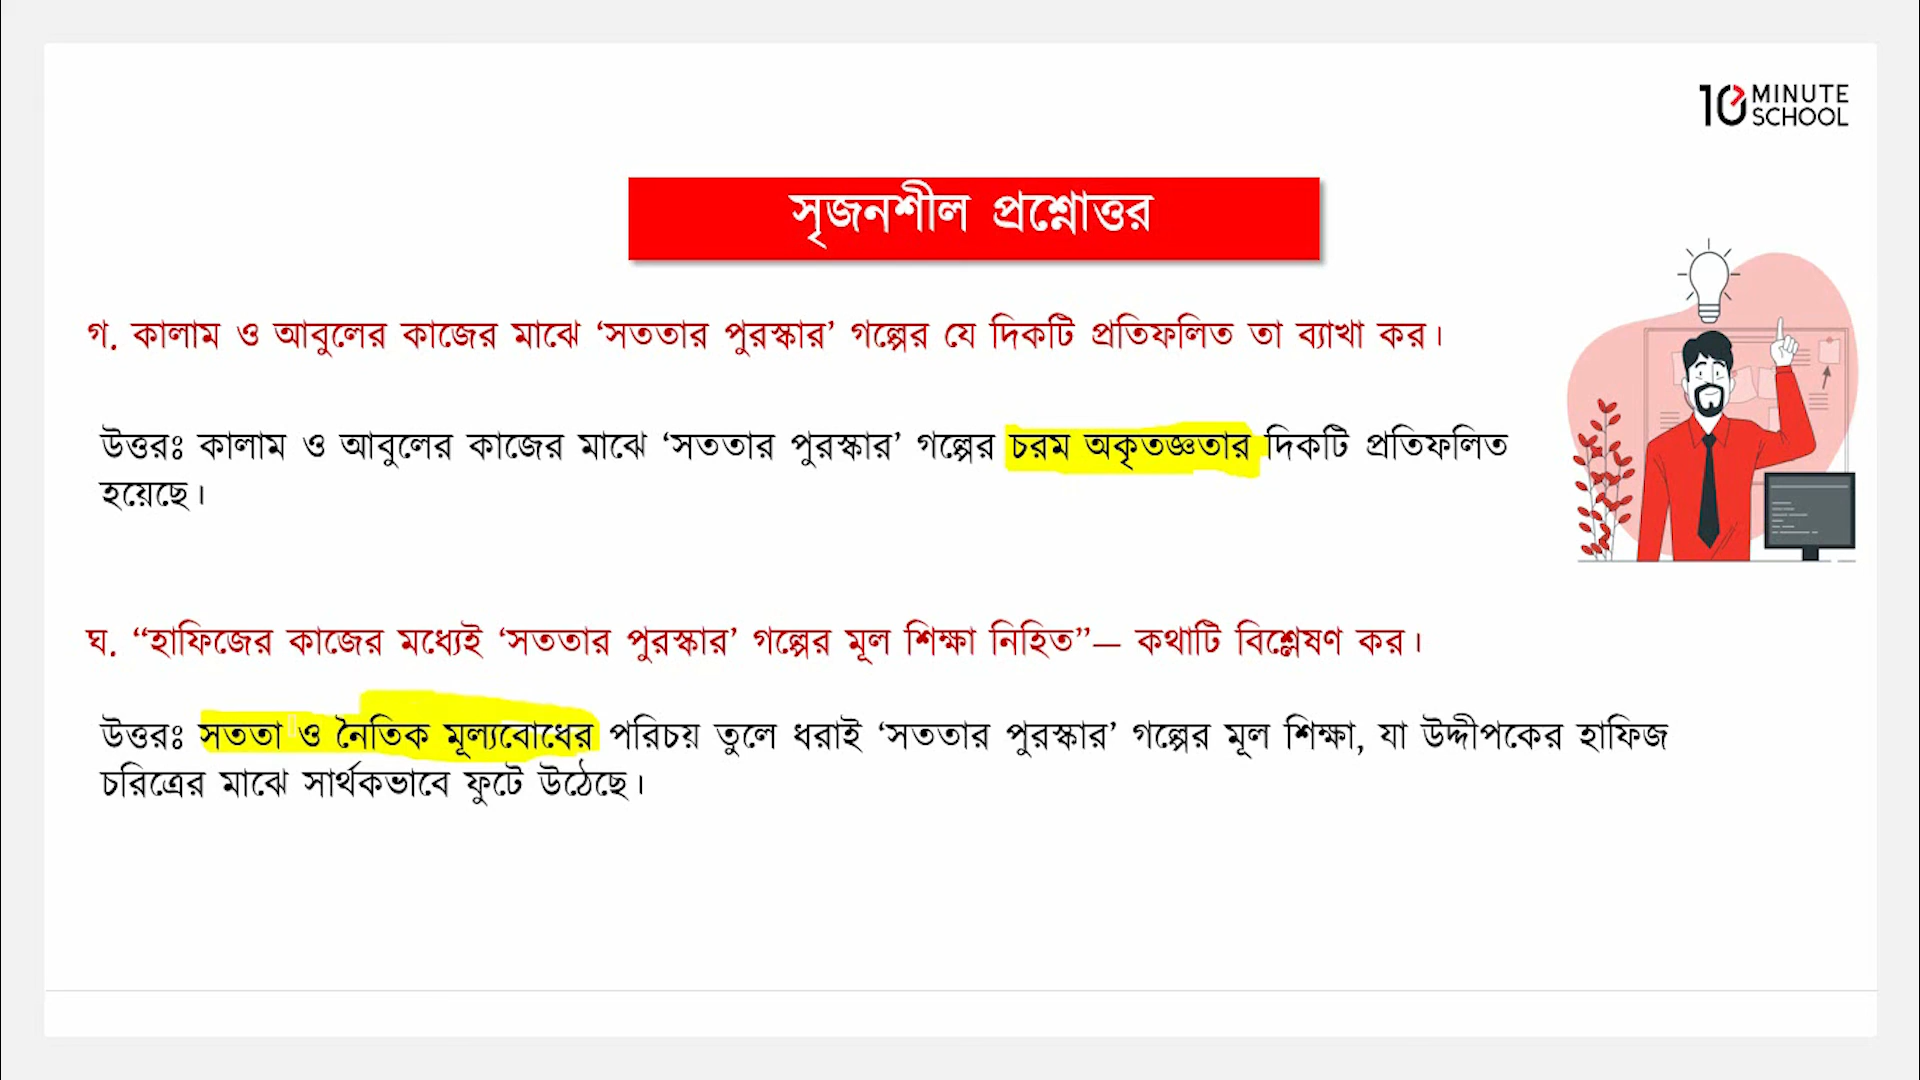 10 MINUTE
SCHOOL
সৃজনশীল প্রশ্নোত্তর
গ. কালাম ও আবুলের কাজের মাঝে ‘সততার পুরস্কার’ গল্পের যে দিকটি প্রতিফলিত তা ব্যাখা কর।
উত্তরঃ কালাম ও আবুলের কাজের মাঝে ‘সততার পুরস্কার’ গল্পের চরম অকৃতজ্ঞতার দিকটি প্রতিফলিত
হয়েছে।
ঘ. “হাফিজের কাজের মধ্যেই ‘সততার পুরস্কার’ গল্পের মূল শিক্ষা নিহিত”— কথাটি বিশ্লেষণ কর।
উত্তরঃ সততা ও নৈতিক মূল্যবোধের পরিচয় তুলে ধরাই ‘সততার পুরস্কার’ গল্পের মূল শিক্ষা, যা উদ্দীপকের হাফিজ
চরিত্রের মাঝে সার্থকভাবে ফুটে উঠেছে।